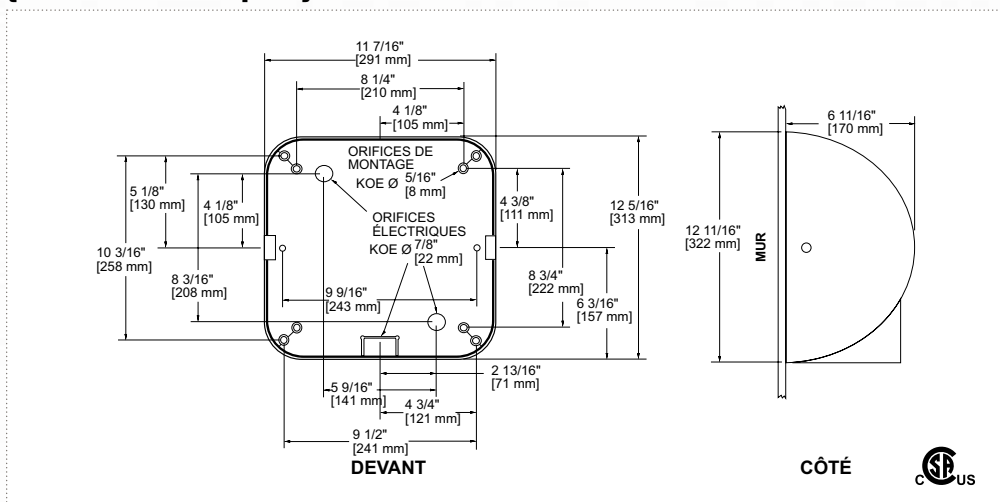 11 7/16"
[291 mm]
8 1/4"
[210 mm]
4 1/8"
[105 mm]
ORIFICES DE
MONTAGE
KOE Ø 5/16"
[8 mm]
5 1/8"
[130 mm]
4 1/8"
[105 mm]
ORIFICES
ÉLECTRIQUES
KOE Ø 7/8"
[22 mm]
4 3/8"
[111 mm]
12 5/16"
[313 mm]
10 3/16"
[258 mm]
8 3/16"
[208 mm]
9 9/16"
[243 mm]
8 3/4"
[222 mm]
6 3/16"
[157 mm]
2 13/16"
[71 mm]
5 9/16"
[141 mm]
4 3/4"
[121 mm]
9 1/2"
[241 mm]
DEVANT
6 11/16"
[170 mm]
12 11/16"
[322 mm]
MUR
CÔTÉ
C SA US